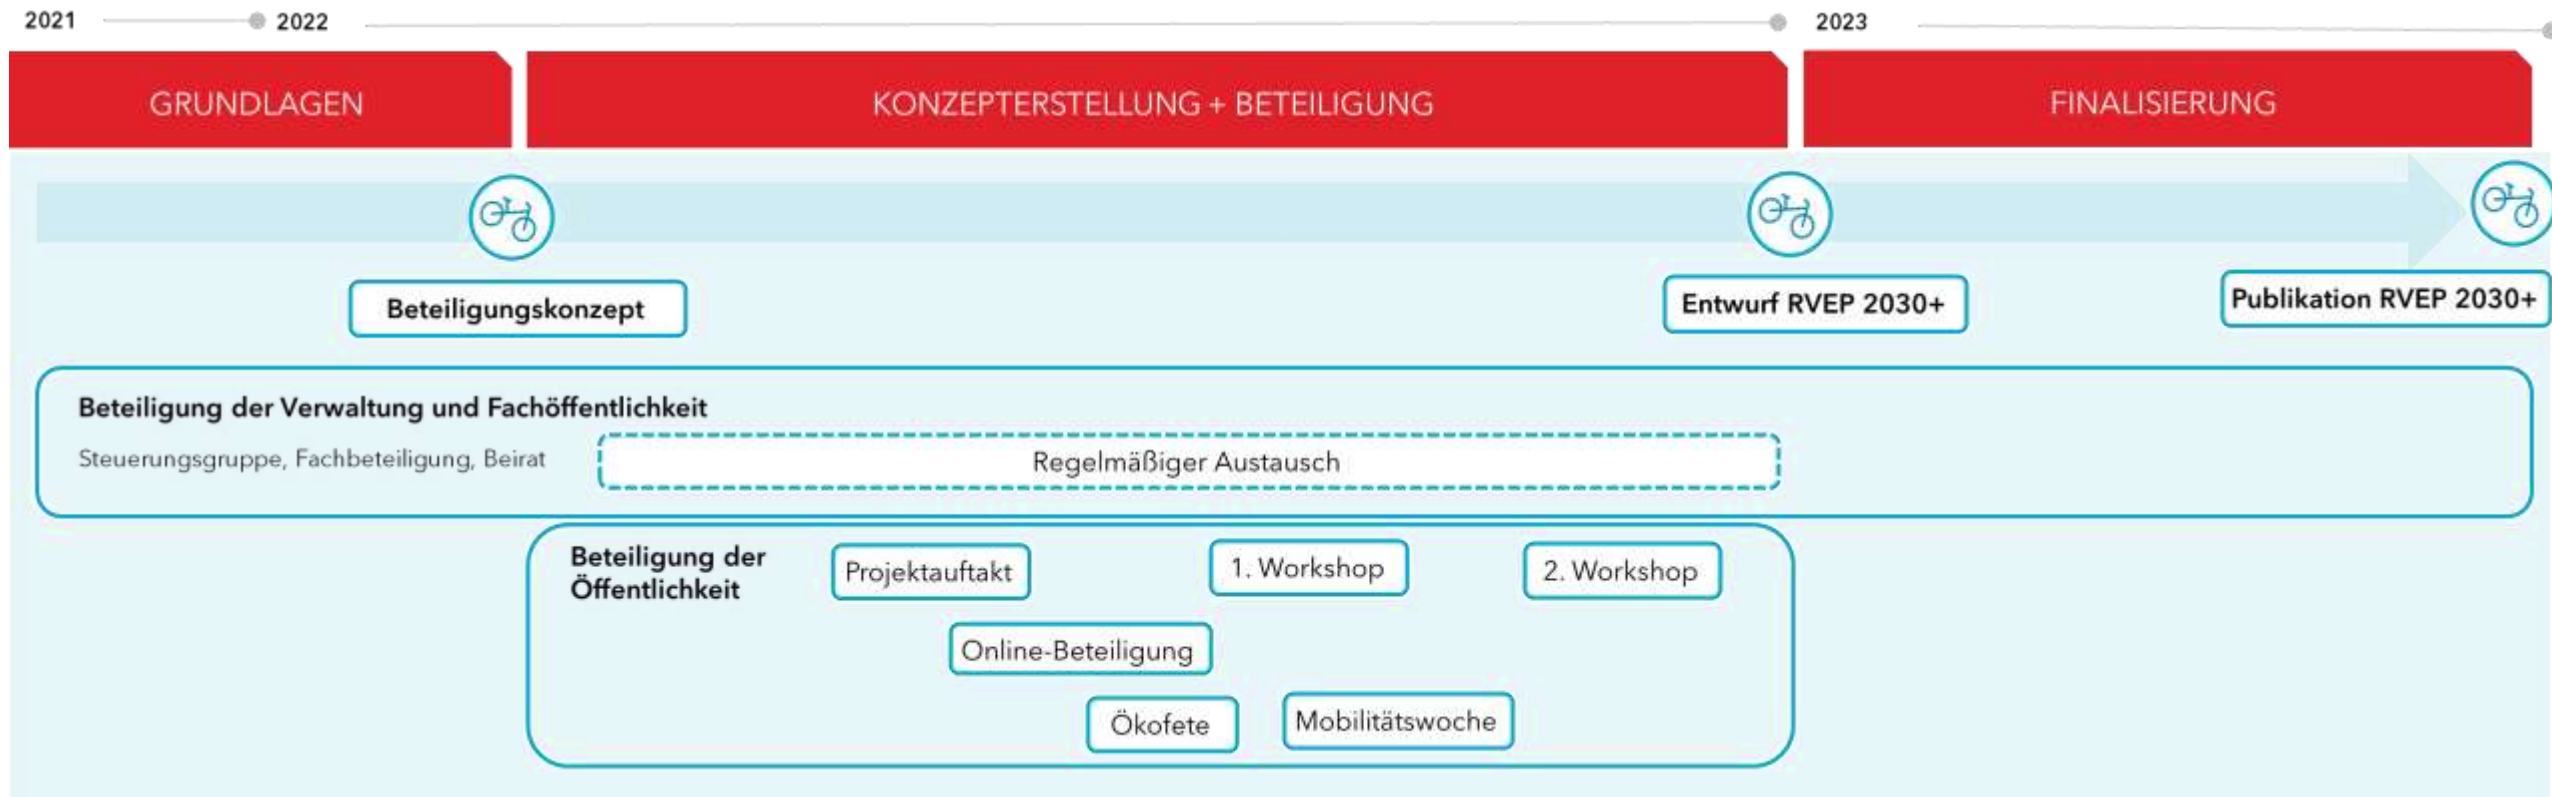 2021
2022
2023
GRUNDLAGEN
KONZEPTERSTELLUNG + BETEILIGUNG
FINALISIERUNG
Beteiligungskonzept
Entwurf RVEP 2030+
Publikation RVEP 2030+
Beteiligung der Verwaltung und Fachöffentlichkeit
Steuerungsgruppe, Fachbeteiligung, Beirat
Regelmäßiger Austausch
Beteiligung der
Öffentlichkeit
Projektauftakt
1. Workshop
2. Workshop
Online-Beteiligung
Ökofete
Mobilitätswoche